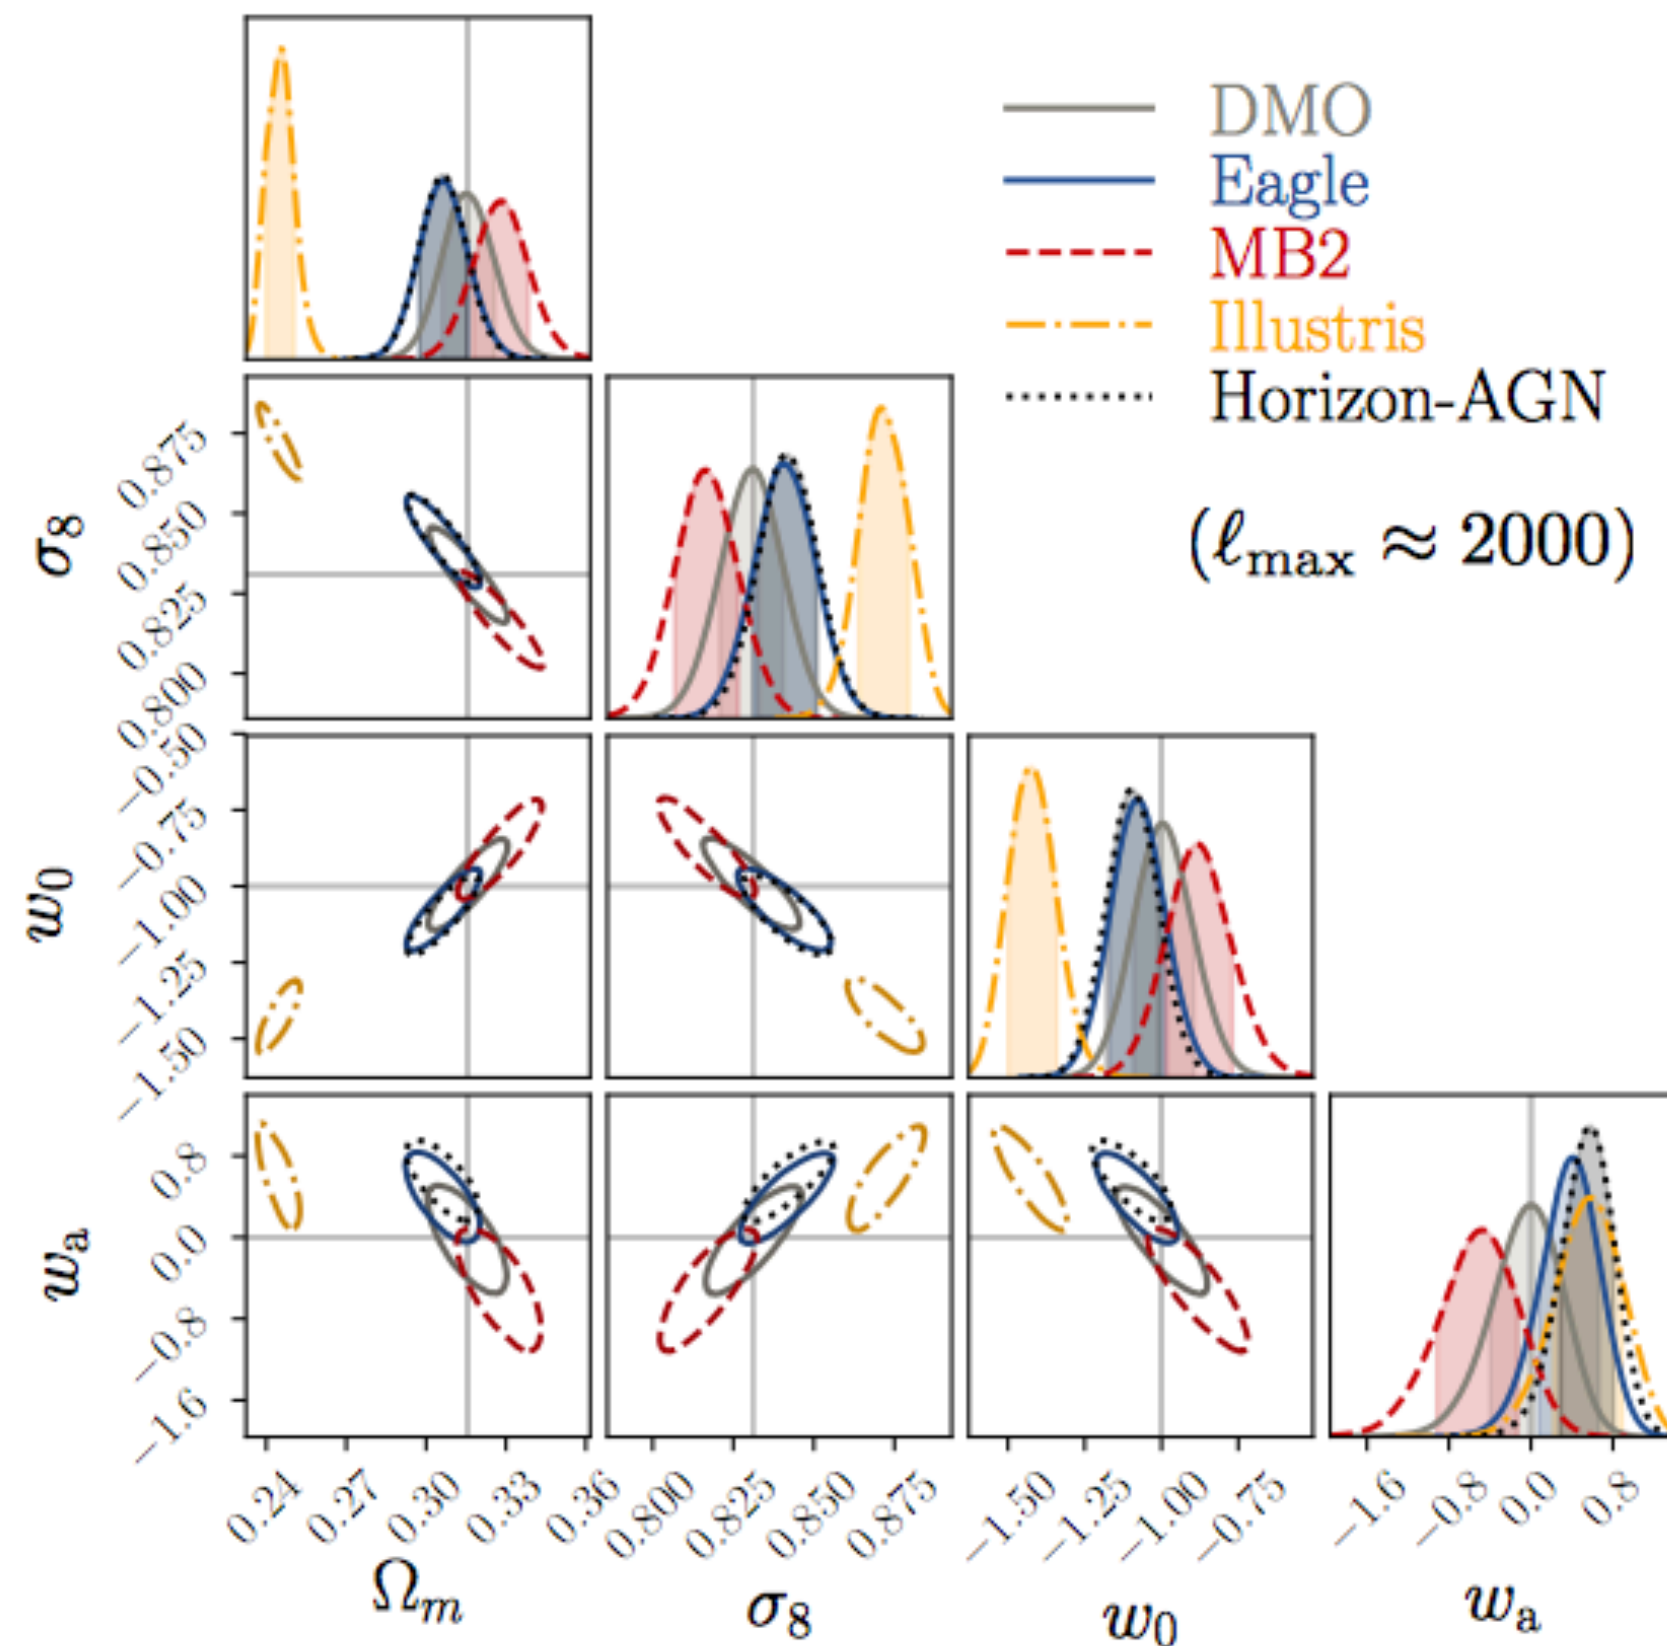 DMO
Eagle
MB2
Illustris
Horizon-AGN
(ℓmax ≈ 2000)
σ8
0.875
0.850
0.825
0.800
w0
−0.50
−0.75
−1.00
−1.25
−1.50
wa
0.8
0.0
−0.8
−1.6
0.24 0.27 0.30 0.33 0.36 0.800 0.825 0.850 0.875 −1.50 −1.25 −1.00 −0.75 −1.6 −0.8 0.0 0.8
Ωm σ8 w0 wa